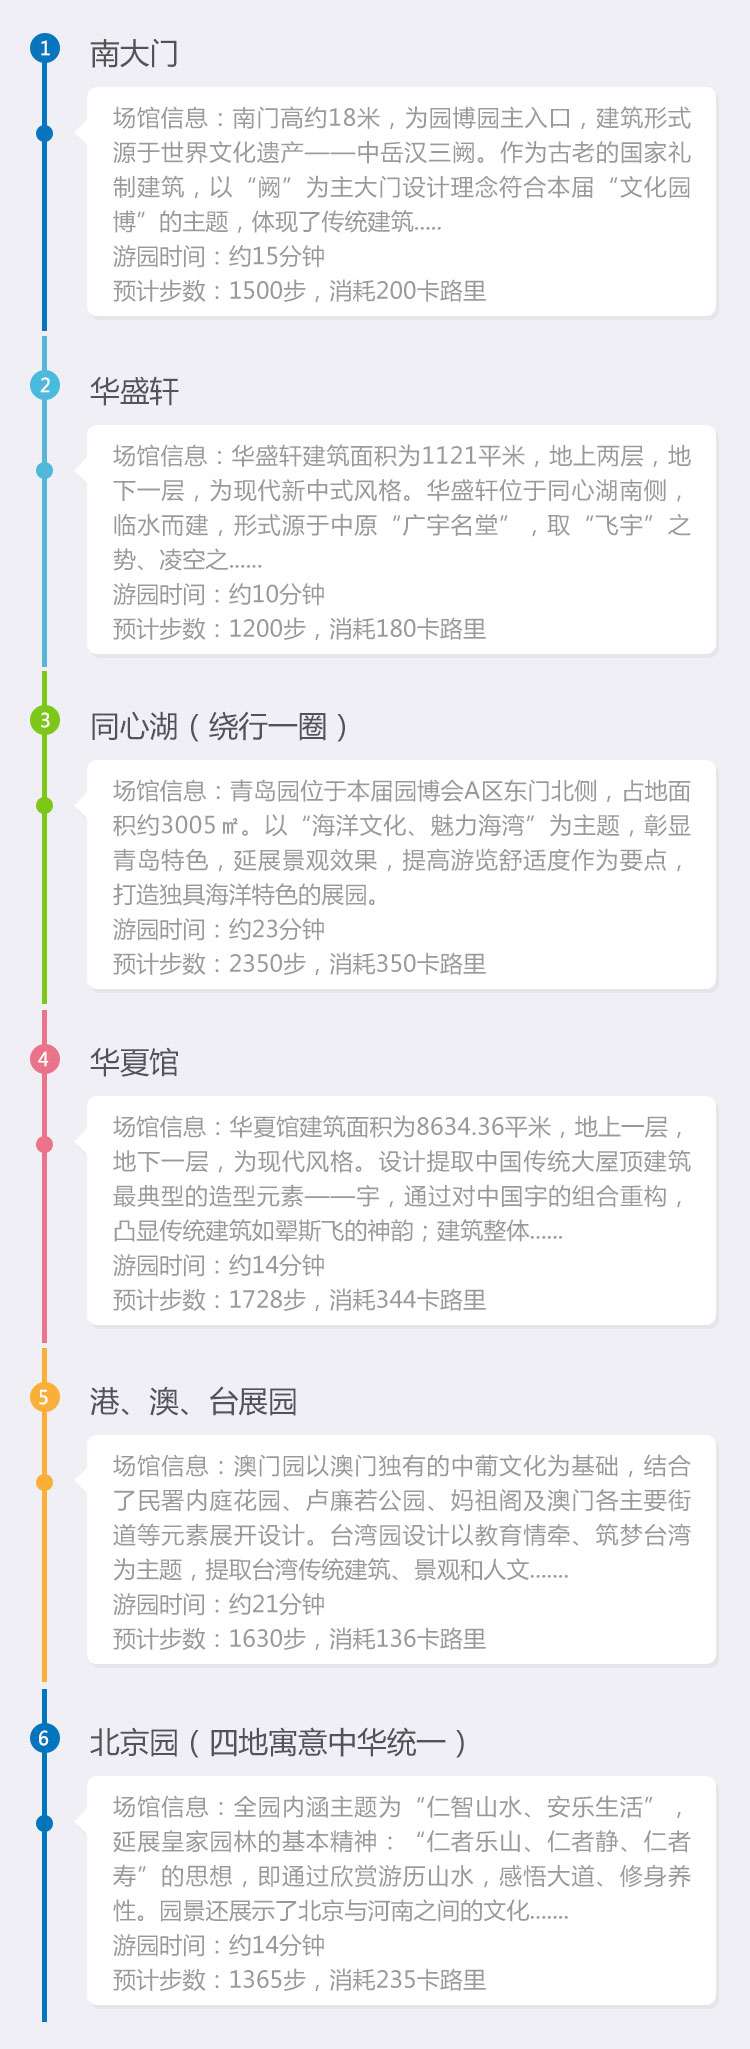 1
南大门
场馆信息：南门高约18米，为园博园主入口，建筑形式
源于世界文化遗产——中岳汉三阙。作为古老的国家礼
制建筑，以“阙”为主大门设计理念符合本届“文化园
博”的主题，体现了传统建筑.....
游园时间：约15分钟
预计步数：1500步，消耗200卡路里
2
华盛轩
场馆信息：华盛轩建筑面积为1121平米，地上两层，地
下一层，为现代新中式风格。华盛轩位于同心湖南侧，
临水而建，形式源于中原“广宇名堂”，取“飞宇”之
势、凌空之......
游园时间：约10分钟
预计步数：1200步，消耗180卡路里
3
同心湖（绕行一圈）
场馆信息：青岛园位于本届园博会A区东门北侧，占地面
积约3005㎡。以“海洋文化、魅力海湾”为主题，彰显
青岛特色，延展景观效果，提高游览舒适度作为要点，
打造独具海洋特色的展园。
游园时间：约23分钟
预计步数：2350步，消耗350卡路里
4
华夏馆
场馆信息：华夏馆建筑面积为8634.36平米，地上一层，
地下一层，为现代风格。设计提取中国传统大屋顶建筑
最典型的造型元素——宇，通过对中国宇的组合重构，
凸显传统建筑如翚斯飞的神韵；建筑整体......
游园时间：约14分钟
预计步数：1728步，消耗344卡路里
5
港、澳、台展园
场馆信息：澳门园以澳门独有的中葡文化为基础，结合
了民署内庭花园、卢廉若公园、妈祖阁及澳门各主要街
道等元素展开设计。台湾园设计以教育情牵、筑梦台湾
为主题，提取台湾传统建筑、景观和人文.......
游园时间：约21分钟
预计步数：1630步，消耗136卡路里
6
北京园（四地寓意中华统一）
场馆信息：全园内涵主题为“仁智山水、安乐生活”，
延展皇家园林的基本精神：“仁者乐山、仁者静、仁者
寿”的思想，即通过欣赏游历山水，感悟大道、修身养
性。园景还展示了北京与河南之间的文化.......
游园时间：约14分钟
预计步数：1365步，消耗235卡路里